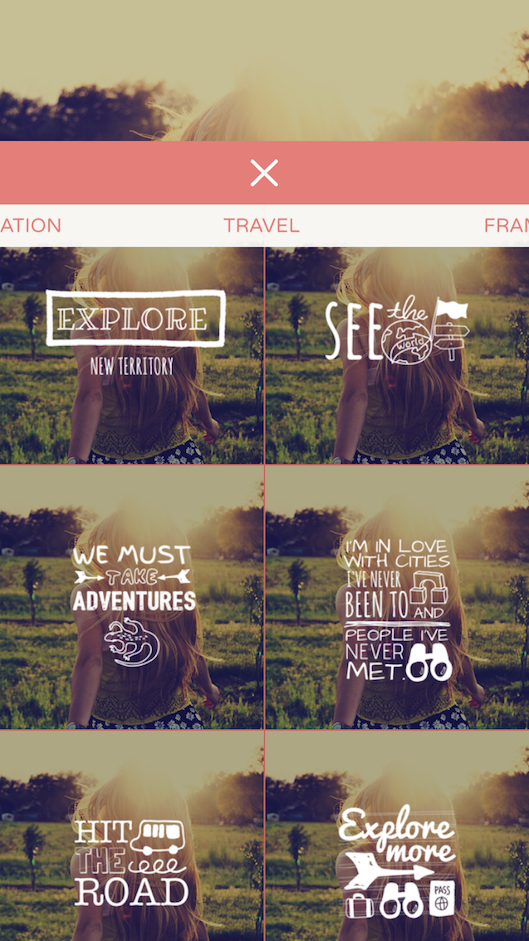 ATION TRAVEL FRAM
EXPLORE
NEW TERRITORY
SEE the
World
WE MUST
TAKE
ADVENTURES
I'M IN LOVE
WITH CITIES
I'VE NEVER
BEEN TO
AND
PEOPLE I'VE
NEVER
MET.
HIT
THE
ROAD
Explore
more
PASS